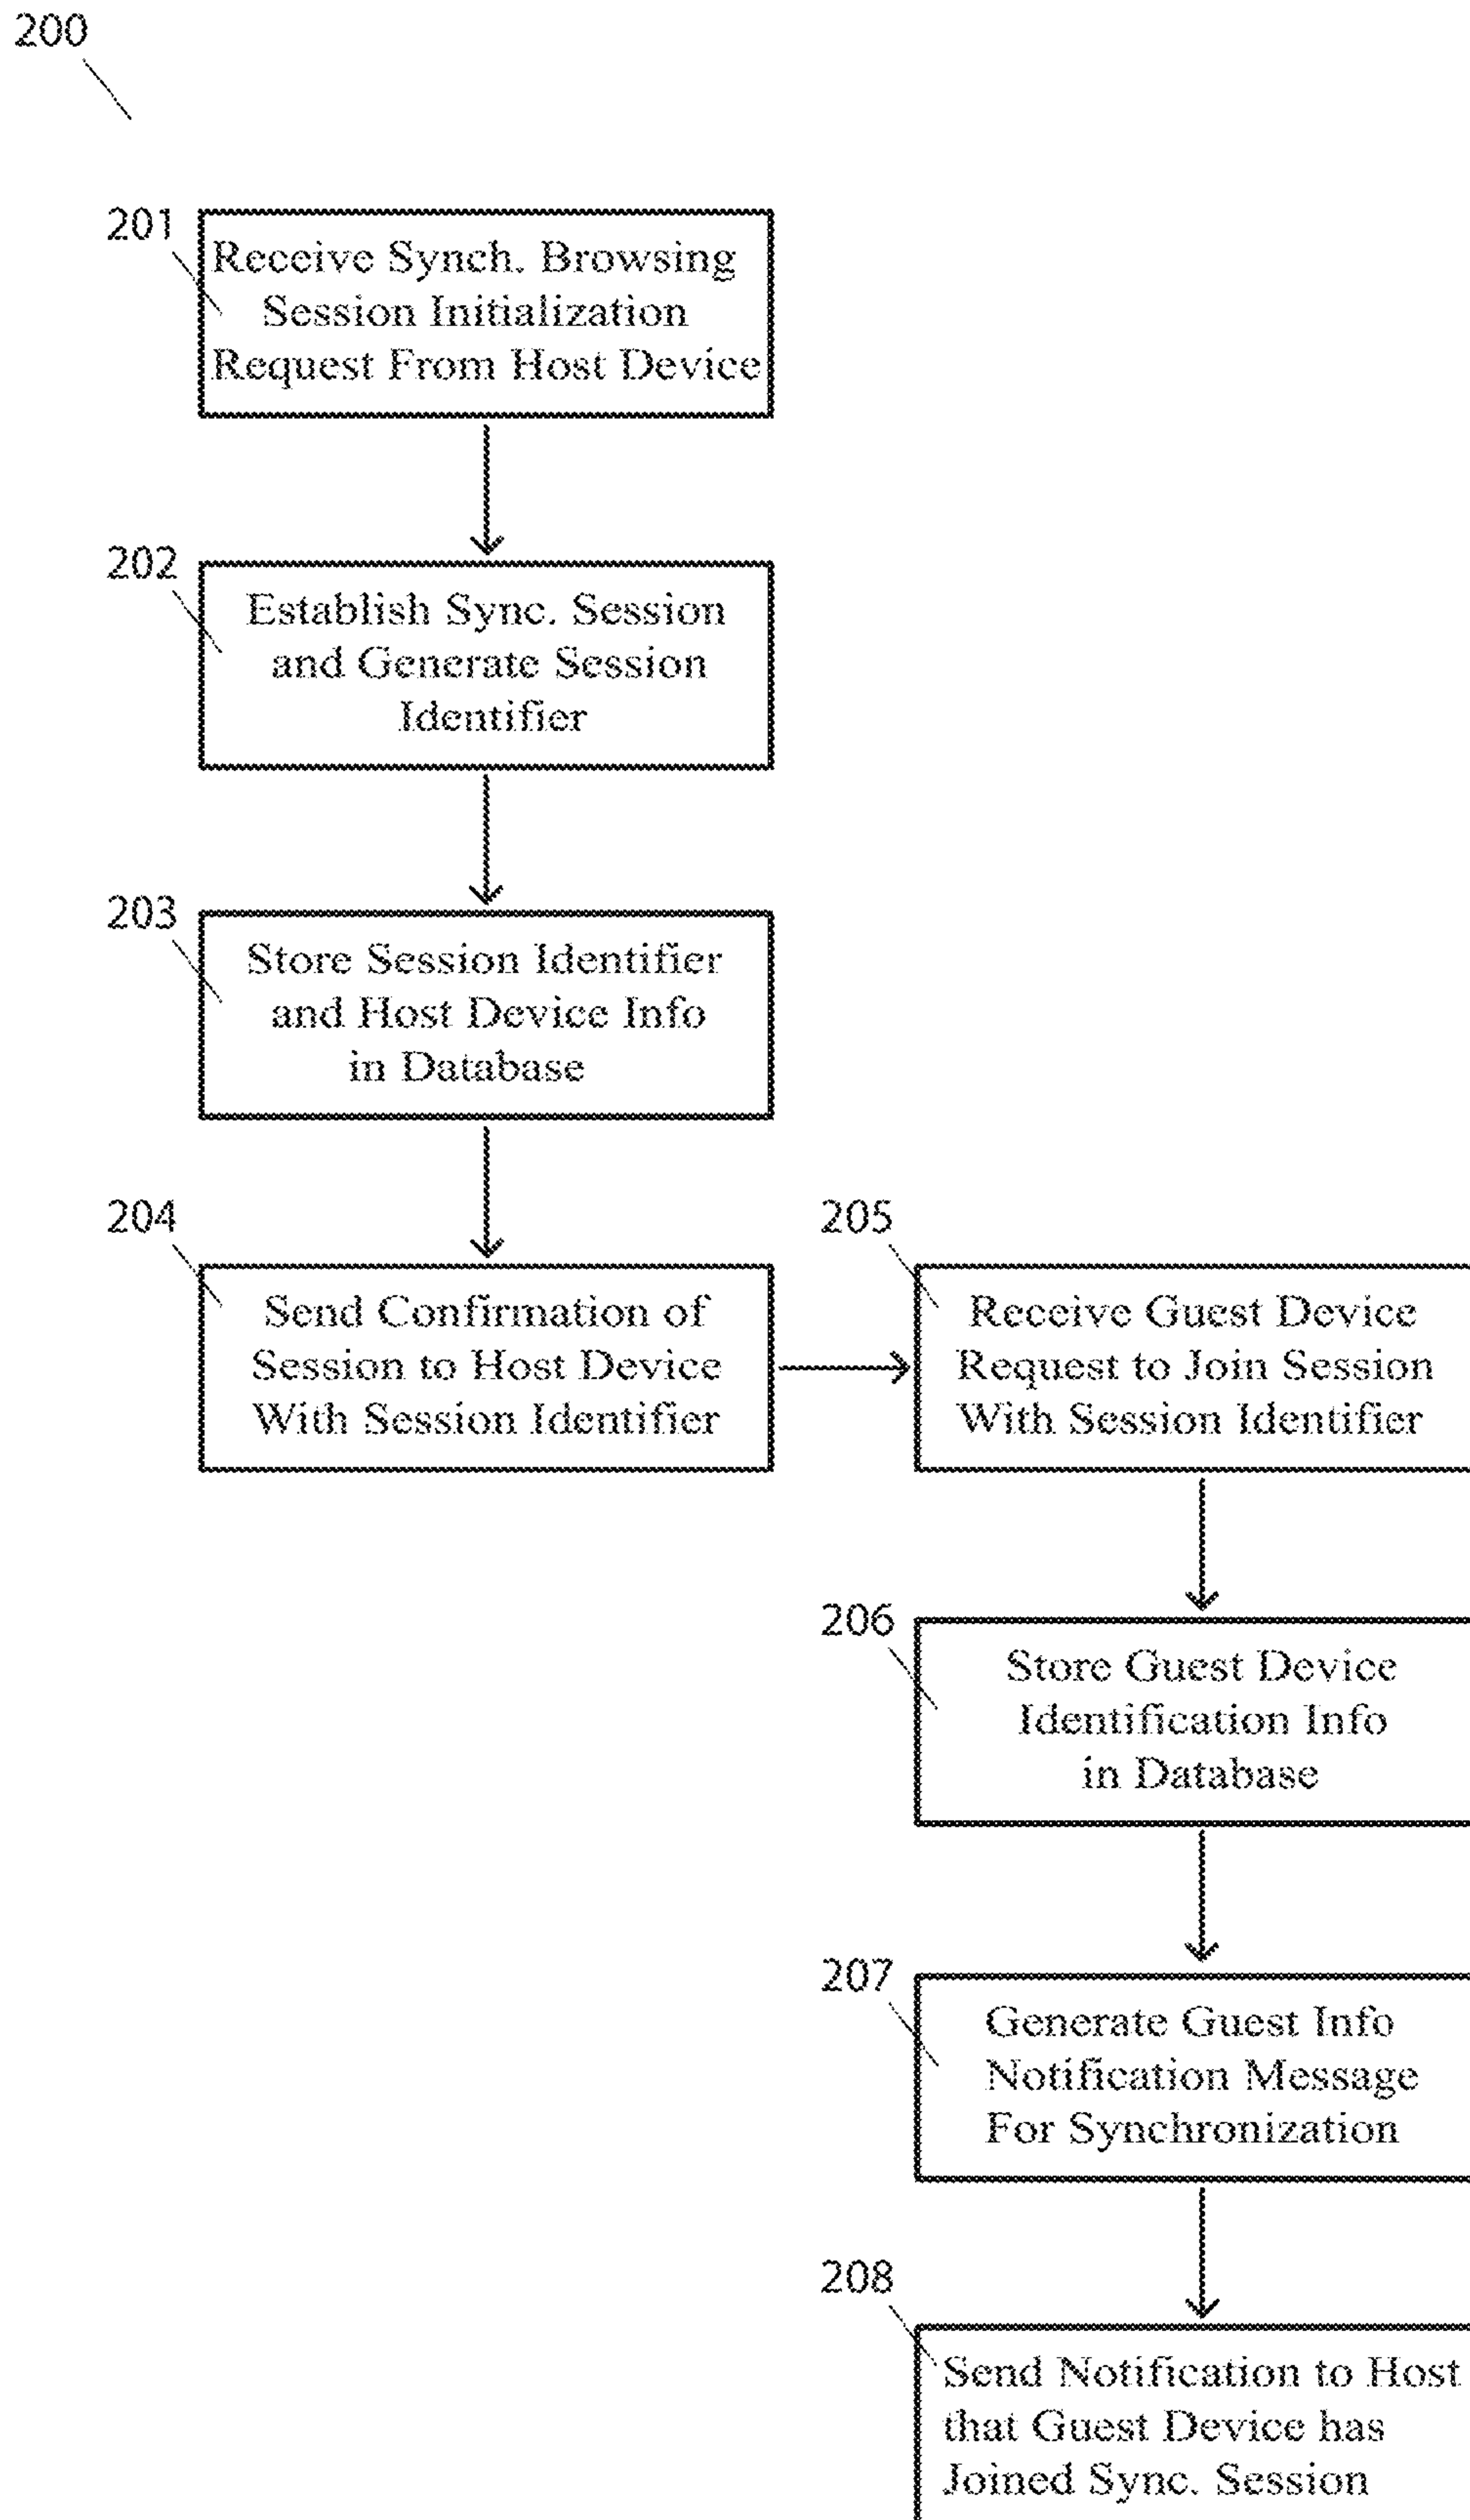 200
201
Receive Synch. Browsing
Session Initialization
Request From Host Device
202
Establish Sync. Session
and Generate Session
Identifier
203
Store Session Identifier
and Host Device Info
in Database
204
Send Confirmation of
Session to Host Device
With Session Identifier
205
Receive Guest Device
Request to Join Session
With Session Identifier
206
Store Guest Device
Identification Info
in Database
207
Generate Guest Info
Notification Message
For Synchronization
208
Send Notification to Host
that Guest Device has
Joined Sync. Session